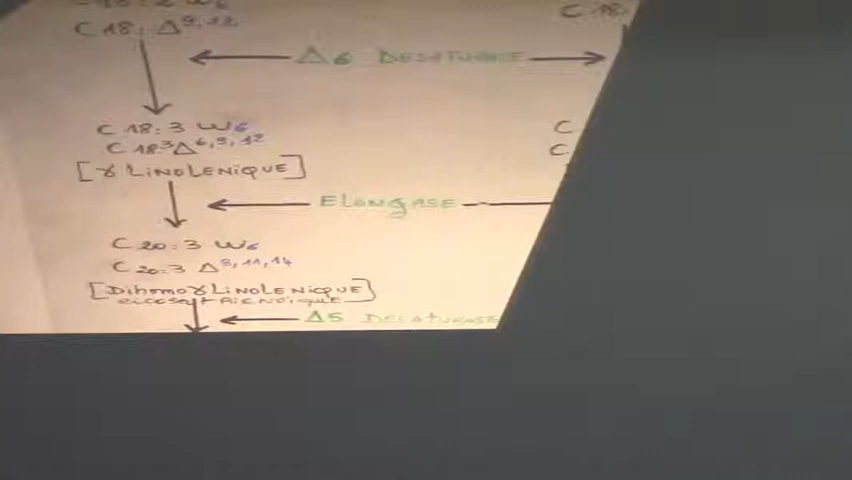 C 18: Δ9,12
C 18:
Δ6 DESATURASE
C 18:3 W6
C 18:3 Δ6,9,12
[γ LINOLENIQUE]
C
C
ELONGASE
C 20:3 W6
C 20:3 Δ8,11,14
[Dihomo γ LINOLENIQUE]
Δ5 DESATURASE